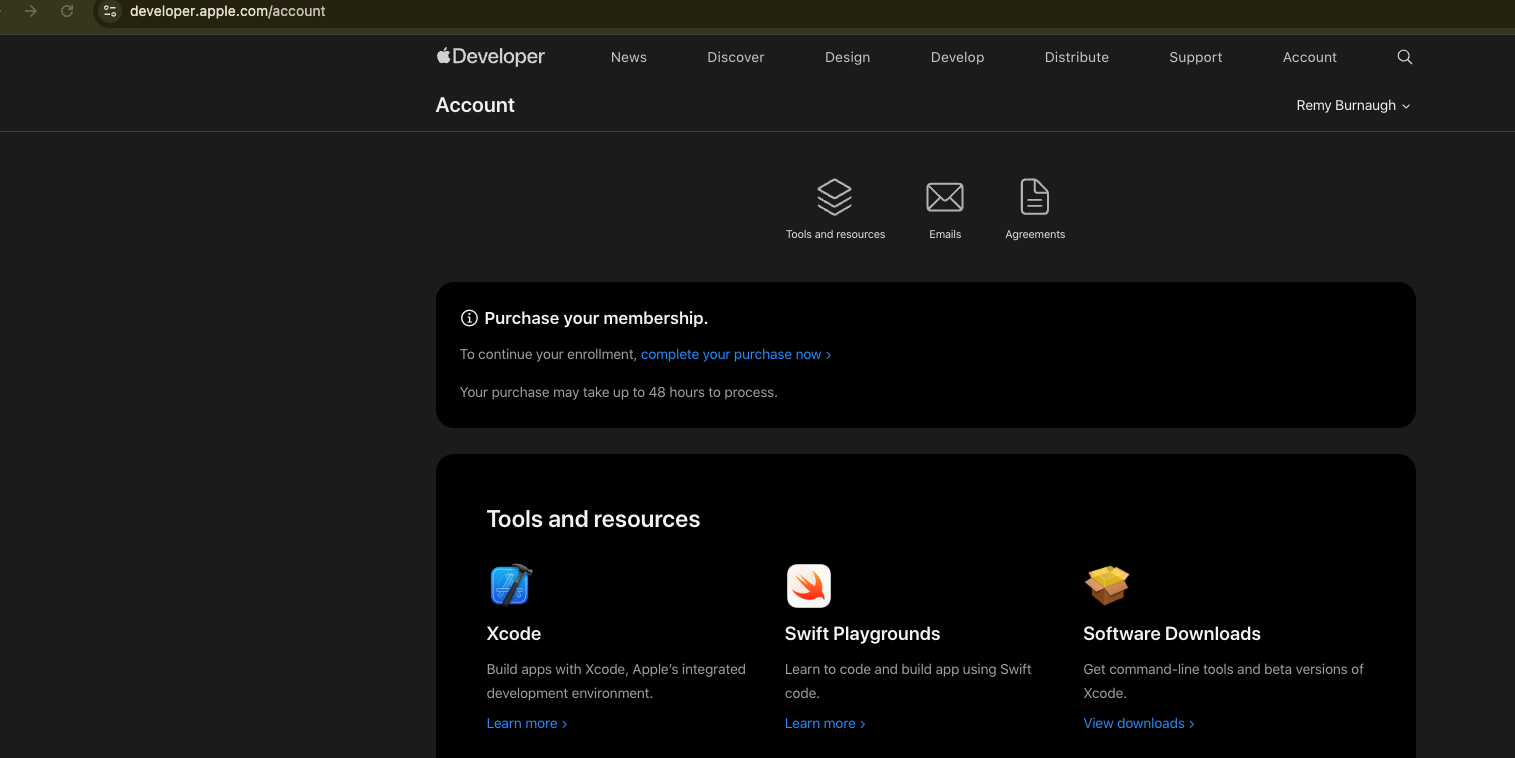 developer.apple.com/account
Developer News Discover Design Develop Distribute Support Account
Account Remy Burnaugh
Tools and resources Emails Agreements
Purchase your membership.
To continue your enrollment, complete your purchase now ›
Your purchase may take up to 48 hours to process.
Tools and resources
Xcode
Build apps with Xcode, Apple’s integrated
development environment.
Learn more ›
Swift Playgrounds
Learn to code and build app using Swift
code.
Learn more ›
Software Downloads
Get command-line tools and beta versions of
Xcode.
View downloads ›